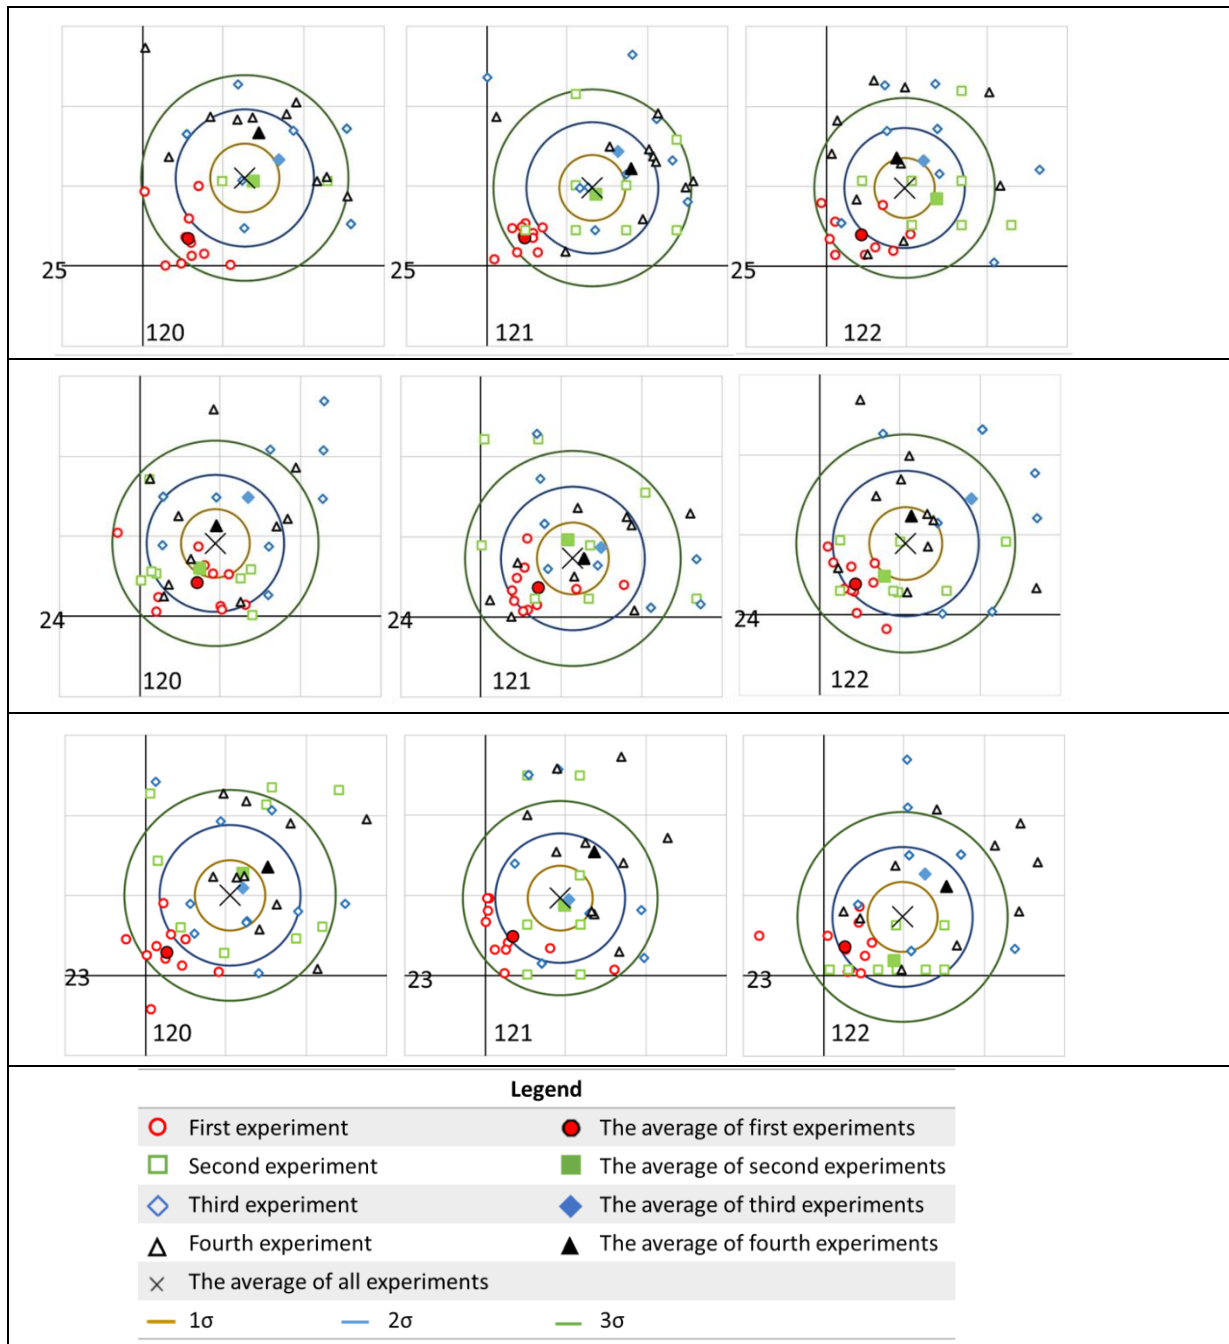 25
120
25
121
25
122
24
120
24
121
24
122
23
120
23
121
23
122
Legend
First experiment
The average of first experiments
Second experiment
The average of second experiments
Third experiment
The average of third experiments
Fourth experiment
The average of fourth experiments
The average of all experiments
1σ
2σ
3σ